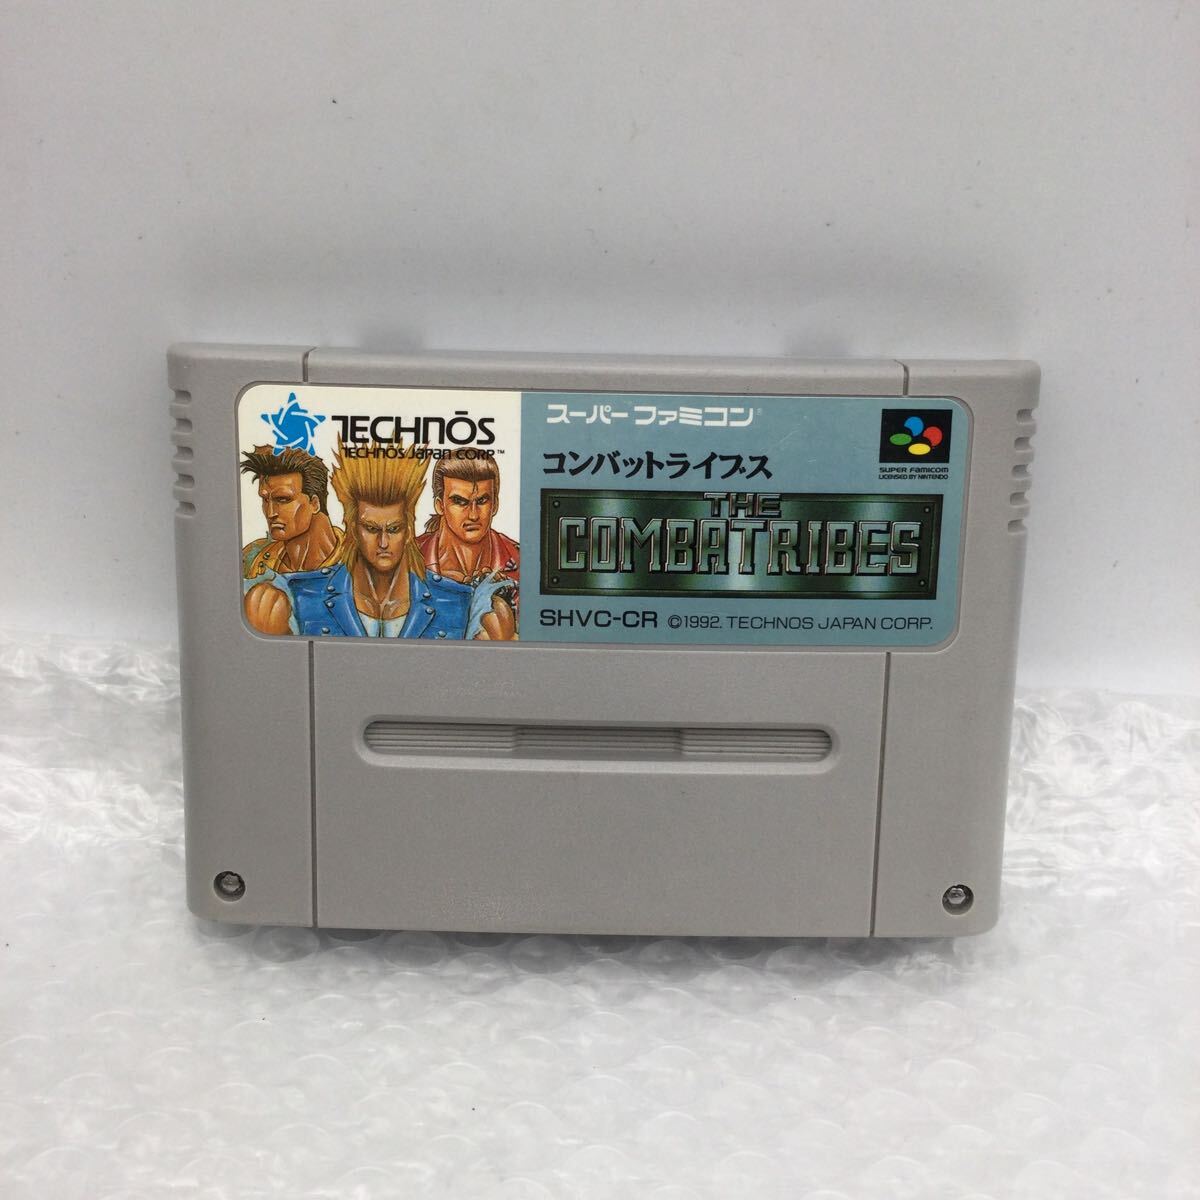 TECHNŌS
TECHNŌS JAPAN CORP.™
スーパーファミコン®
コンバットライブス
THE
COMBATRIBES
SHVC-CR ©1992. TECHNOS JAPAN CORP.
SUPER FAMICOM
LICENSED BY NINTENDO